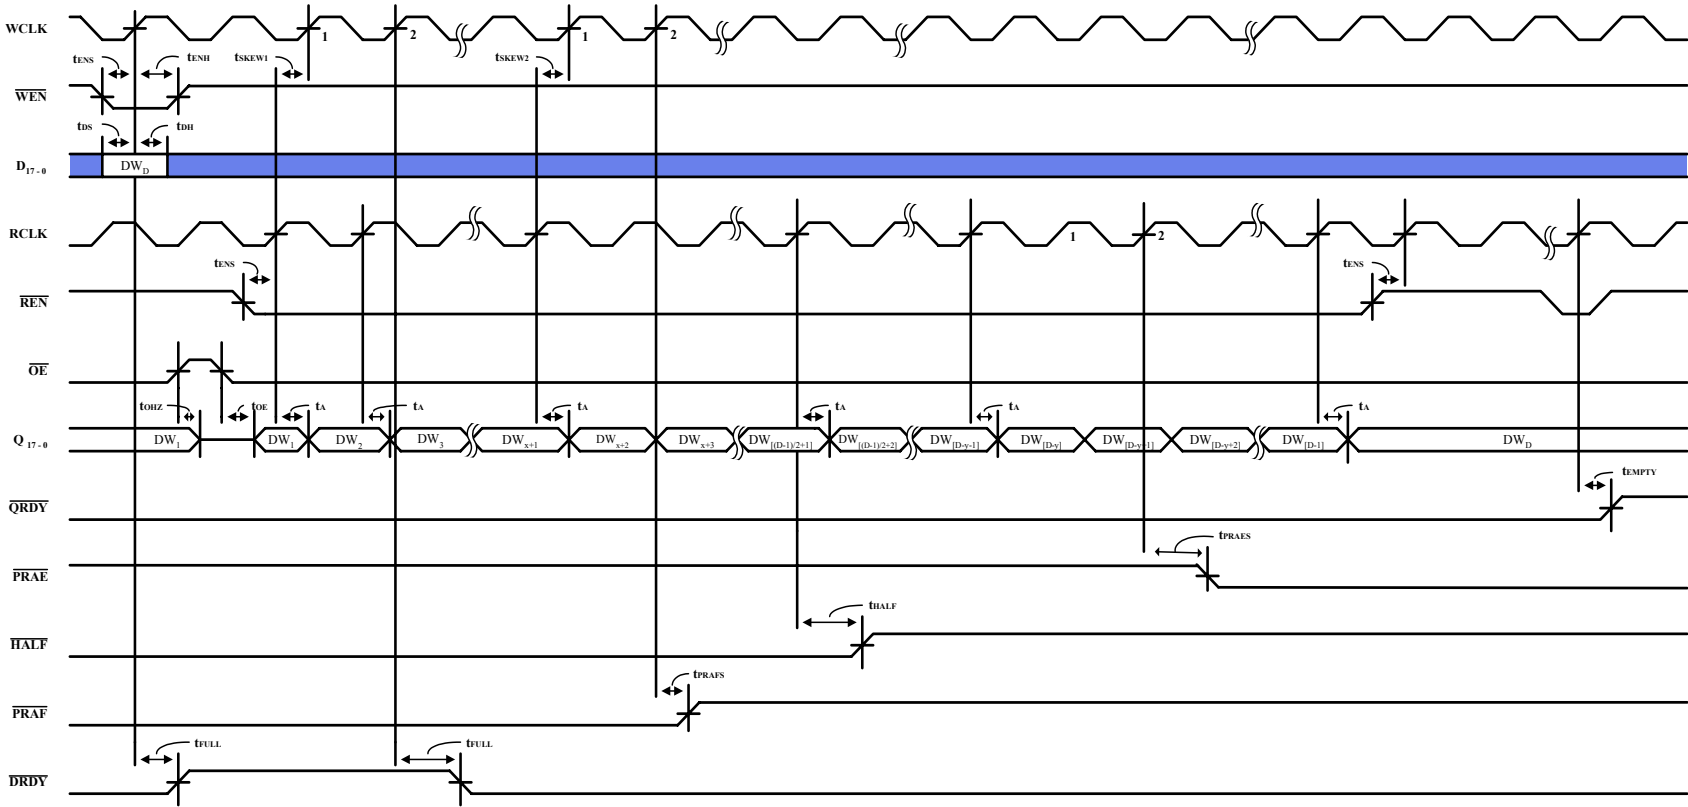 WCLK
1
2
1
2
tENS
tENH
tSKEW1
tSKEW2
WEN
tDS
tDH
D17 - 0
DWD
RCLK
1
2
tENS
tENS
REN
OE
tOHZ
tOE
tA
tA
tA
tA
tA
tA
Q 17 - 0
DW1
DW1
DW2
DW3
DWx+1
DWx+2
DWx+3
DW[(D-1)/2+1]
DW[(D-1)/2+2]
DW[D-y-1]
DW[D-y]
DW[D-y+1]
DW[D-y+2]
DW[D-1]
DWD
tEMPTY
QRDY
tPRAES
PRAE
tHALF
HALF
tPRAFS
PRAF
tFULL
tFULL
DRDY